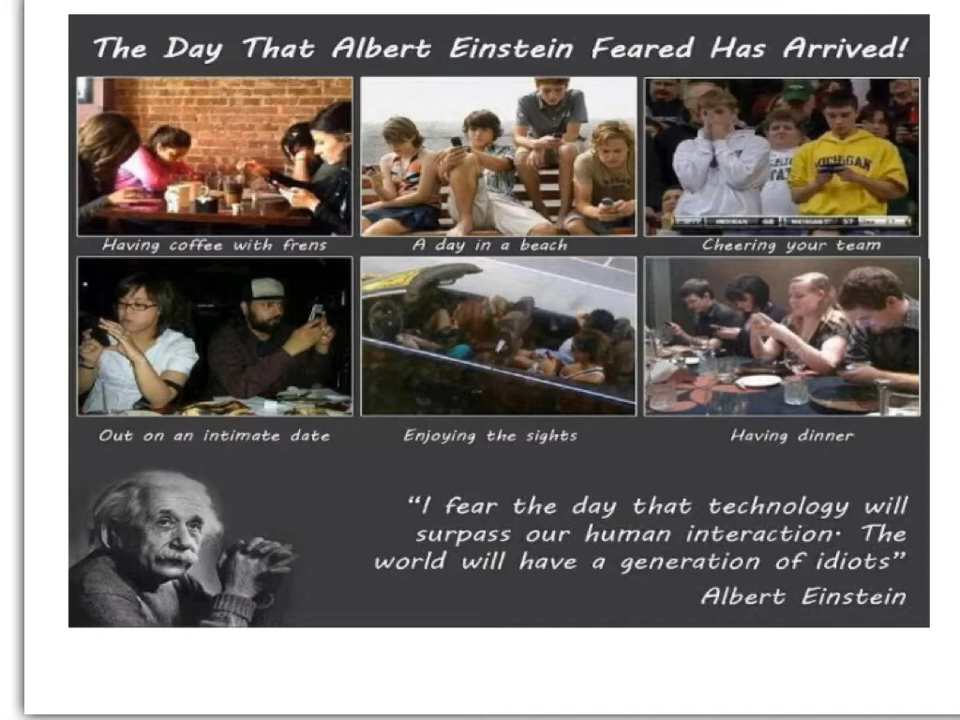 The Day That Albert Einstein Feared Has Arrived!
MICHIGAN
Having coffee with frens
A day in a beach
Cheering your team
Out on an intimate date
Enjoying the sights
Having dinner
“I fear the day that technology will
surpass our human interaction· The
world will have a generation of idiots”
Albert Einstein